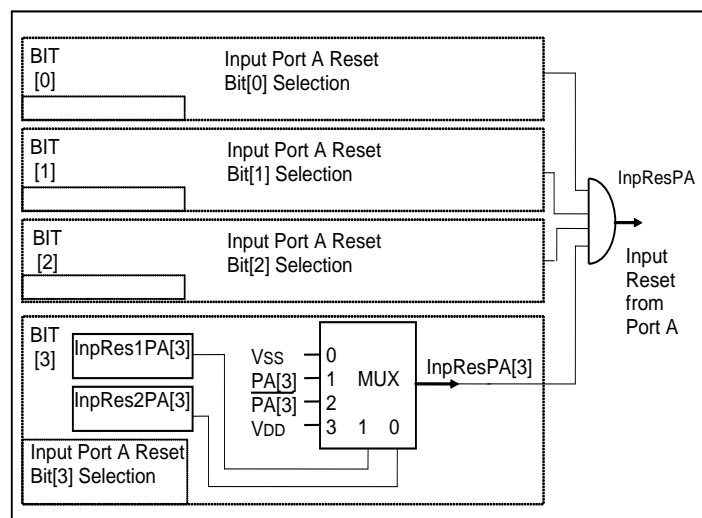 BIT
[0]
Input Port A Reset
Bit[0] Selection
BIT
[1]
Input Port A Reset
Bit[1] Selection
BIT
[2]
Input Port A Reset
Bit[2] Selection
InpResPA
Input
Reset
from
Port A
BIT
[3]
InpRes1PA[3]
InpRes2PA[3]
VSS
PA[3]
PA[3]
VDD
0
1
2
3
MUX
1 0
InpResPA[3]
Input Port A Reset
Bit[3] Selection